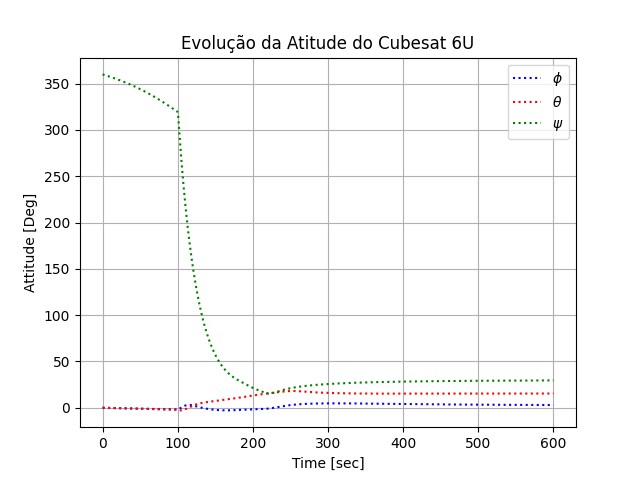 Evolução da Atitude do Cubesat 6U
ϕ
θ
ψ
Attitude [Deg]
350
300
250
200
150
100
50
0
0 100 200 300 400 500 600
Time [sec]